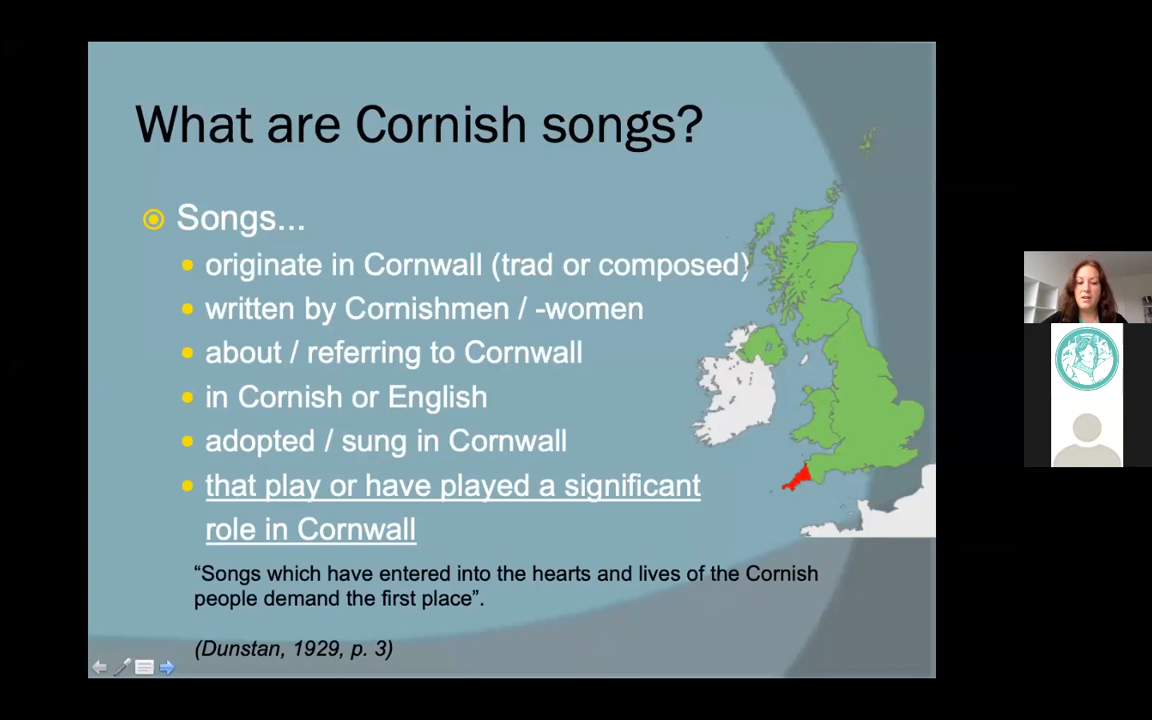 What are Cornish songs?
Songs...
originate in Cornwall (trad or composed)
written by Cornishmen / -women
about / referring to Cornwall
in Cornish or English
adopted / sung in Cornwall
that play or have played a significant
role in Cornwall
“Songs which have entered into the hearts and lives of the Cornish
people demand the first place”.
(Dunstan, 1929, p. 3)